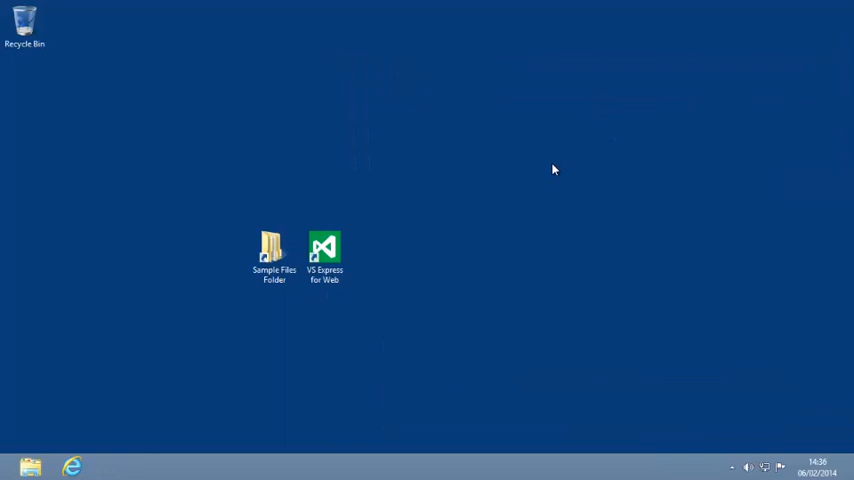 Recycle Bin
Sample Files
Folder
VS Express
for Web
14:36
06/02/2014